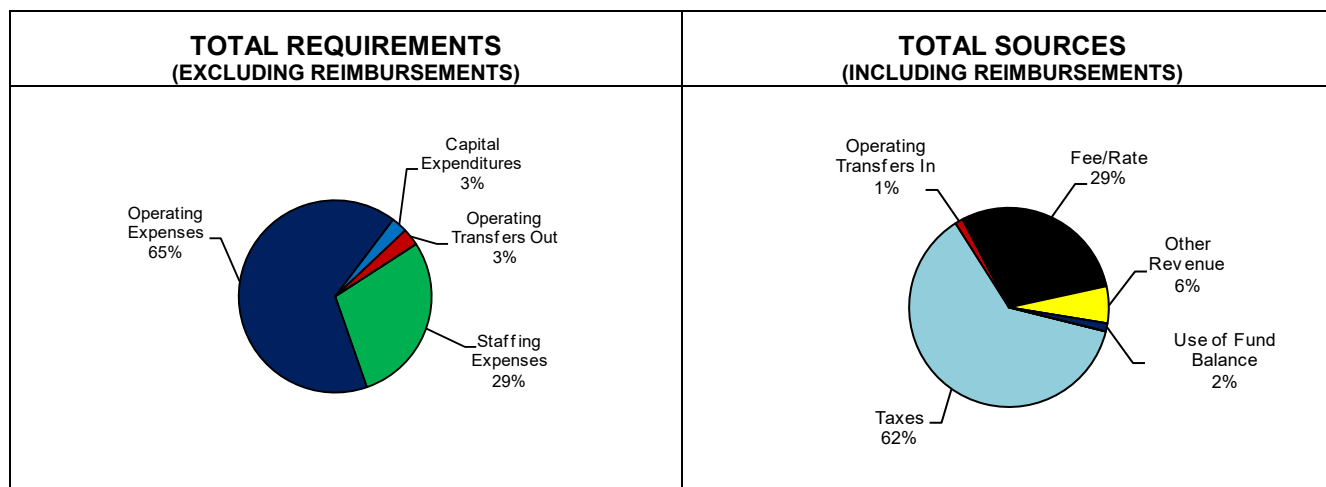 TOTAL REQUIREMENTS
(EXCLUDING REIMBURSEMENTS)
TOTAL SOURCES
(INCLUDING REIMBURSEMENTS)
Capital
Expenditures
3%
Operating
Expenses
65%
Operating
Transfers Out
3%
Staffing
Expenses
29%
Operating
Transfers In
1%
Fee/Rate
29%
Other
Revenue
6%
Use of Fund
Balance
2%
Taxes
62%